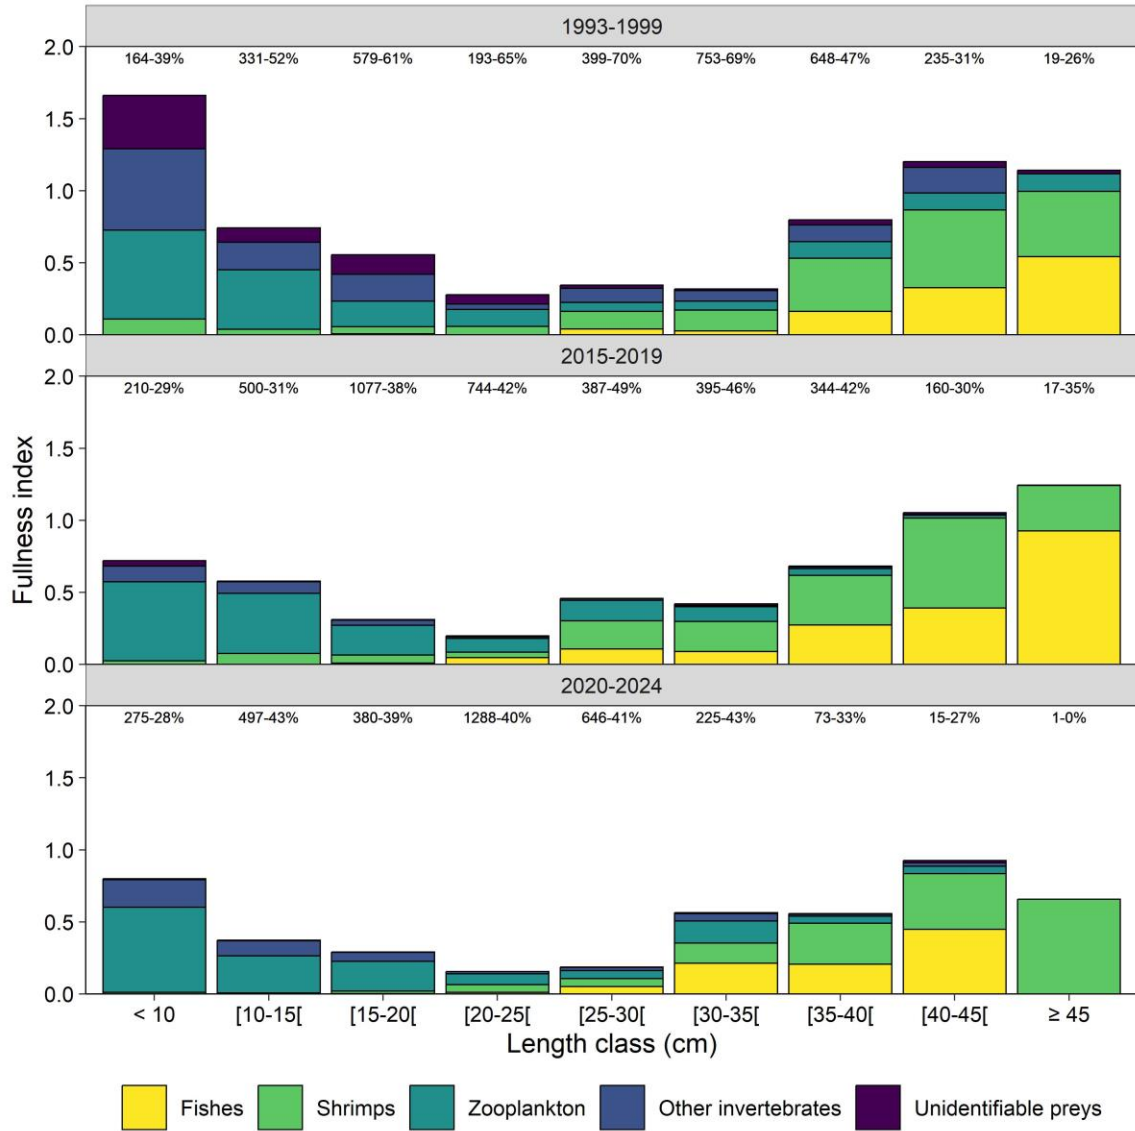 1993-1999
2.0
164-39% 331-52% 579-61% 193-65% 399-70% 753-69% 648-47% 235-31% 19-26%
1.5
1.0
0.5
0.0
2015-2019
2.0
210-29% 500-31% 1077-38% 744-42% 387-49% 395-46% 344-42% 160-30% 17-35%
1.5
1.0
0.5
0.0
Fullness index
2020-2024
2.0
275-28% 497-43% 380-39% 1288-40% 646-41% 225-43% 73-33% 15-27% 1-0%
1.5
1.0
0.5
0.0
< 10 [10-15[ [15-20[ [20-25[ [25-30[ [30-35[ [35-40[ [40-45[ ≥ 45
Length class (cm)
Fishes Shrimps Zooplankton Other invertebrates Unidentifiable preys